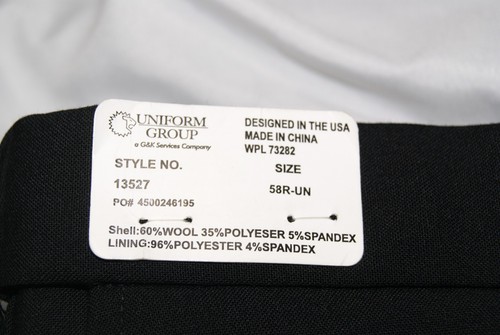 UNIFORM
GROUP
a G&K Services Company
DESIGNED IN THE USA
MADE IN CHINA
WPL 73282
STYLE NO.
13527
PO# 4500246195
SIZE
58R-UN
Shell:60%WOOL 35%POLYESER 5%SPANDEX
LINING:96%POLYESTER 4%SPANDEX